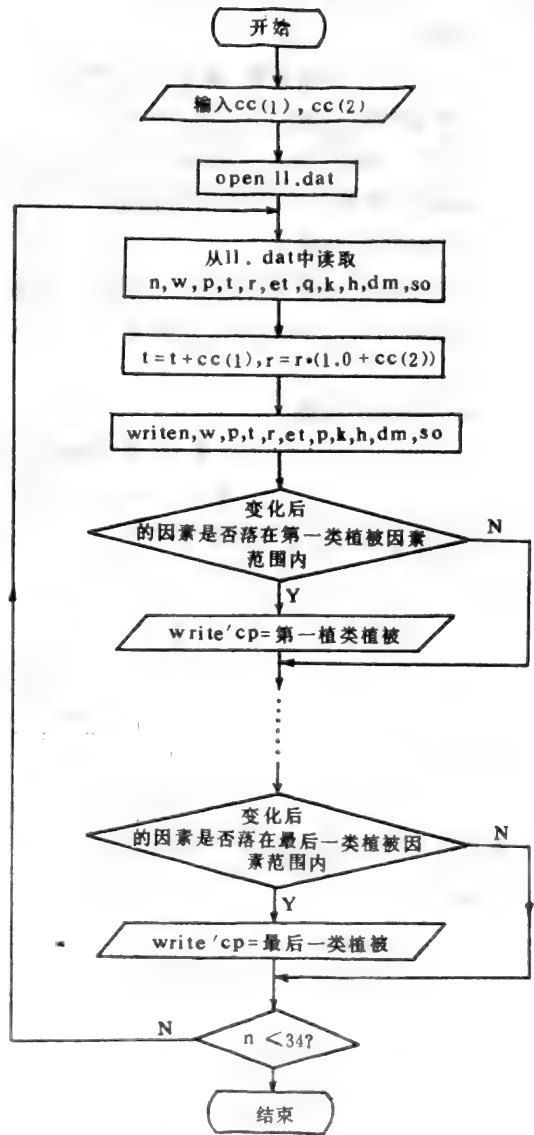 开始
输入cc(1),cc(2)
open 11.dat
从11.dat中读取
n,w,p,t,r,et,q,k,h,dm,so
t=t+cc(1),r=r•(1.0+cc(2))
writen,w,p,t,r,et,p,k,h,dm,so
变化后
的因素是否落在第一类植被因素
范围内
N
Y
write'cp=第一植类植被
变化后
的因素是否落在最后一类植被因
素范围内
N
Y
write'cp=最后一类植被
N
n<34?
结束